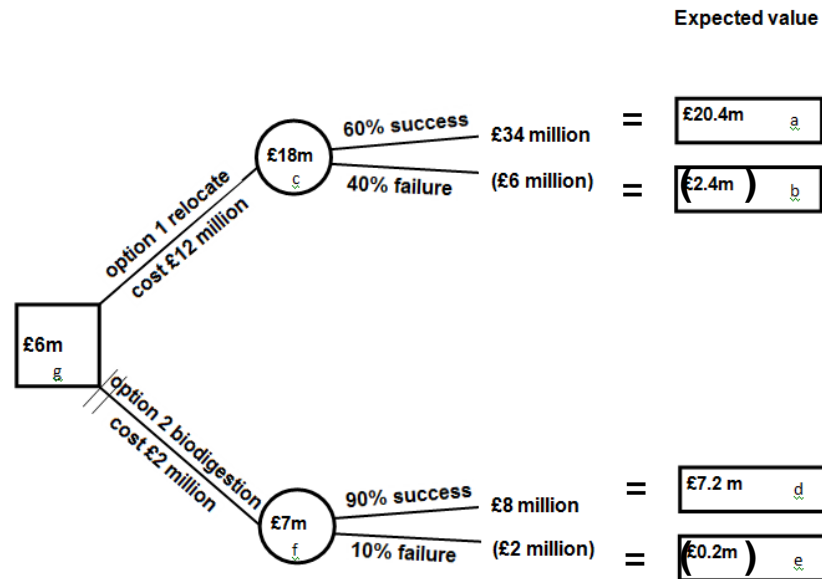 Expected value
60% success
£34 million
=
£20.4m a
£18m
c
40% failure
(£6 million)
=
(£2.4m) b
option 1 relocate
cost £12 million
£6m
g
option 2 biodigestion
cost £2 million
90% success
£8 million
=
£7.2 m d
£7m
f
10% failure
(£2 million)
=
(£0.2m) e